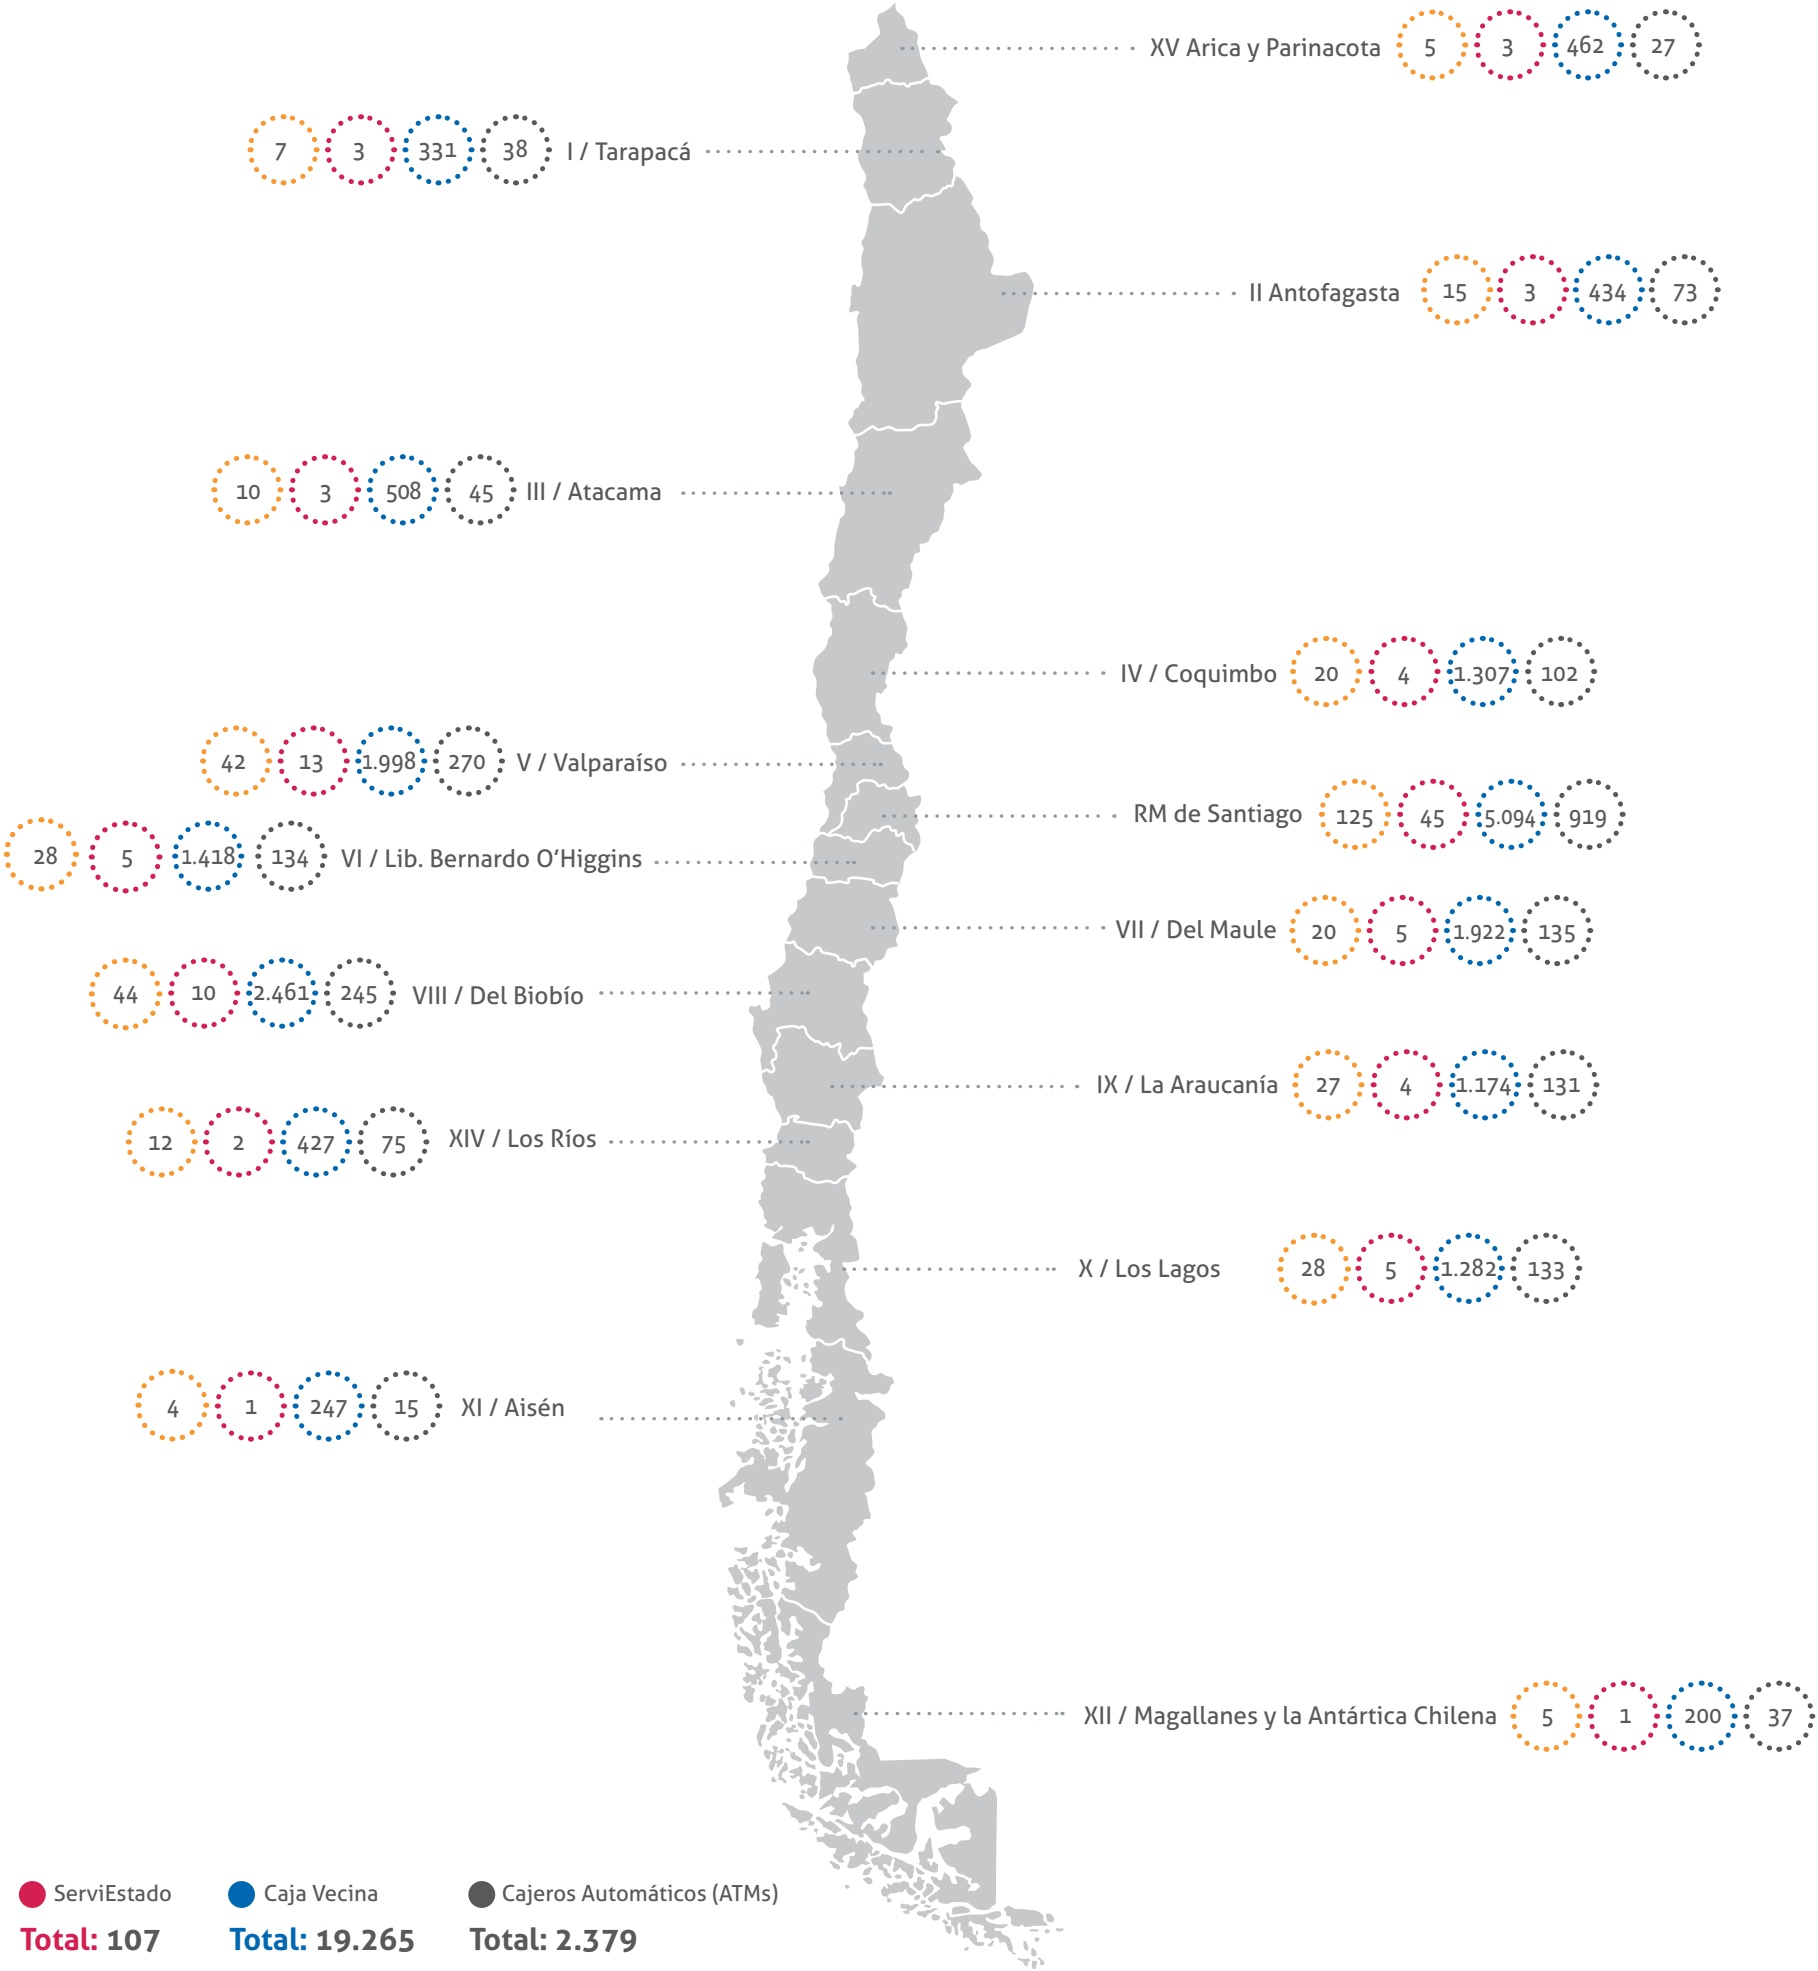 XV Arica y Parinacota 5 3 462 27
7 3 331 38 I / Tarapacá
II Antofagasta 15 3 434 73
10 3 508 45 III / Atacama
IV / Coquimbo 20 4 1.307 102
42 13 1.998 270 V / Valparaíso
RM de Santiago 125 45 5.094 919
28 5 1.418 134 VI / Lib. Bernardo O'Higgins
VII / Del Maule 20 5 1.922 135
44 10 2.461 245 VIII / Del Biobío
IX / La Araucanía 27 4 1.174 131
12 2 427 75 XIV / Los Ríos
X / Los Lagos 28 5 1.282 133
4 1 247 15 XI / Aisén
XII / Magallanes y la Antártica Chilena 5 1 200 37
ServiEstado Caja Vecina Cajeros Automáticos (ATMs)
Total: 107 Total: 19.265 Total: 2.379